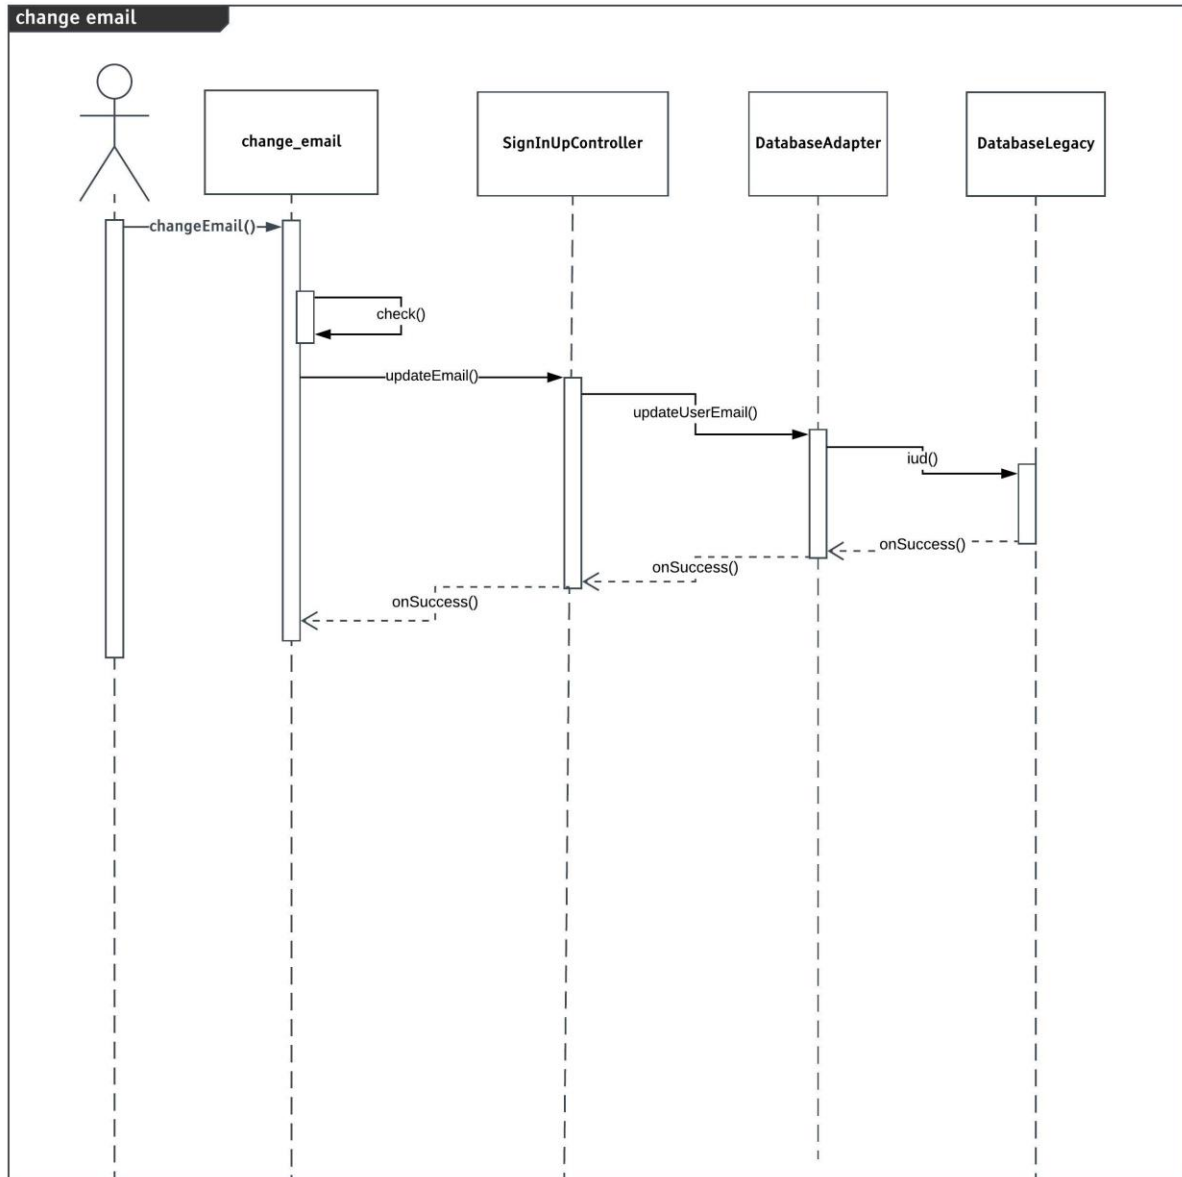 change email
change_email
SignInUpController
DatabaseAdapter
DatabaseLegacy
changeEmail()
check()
updateEmail()
updateUserEmail()
iud()
onSuccess()
onSuccess()
onSuccess()